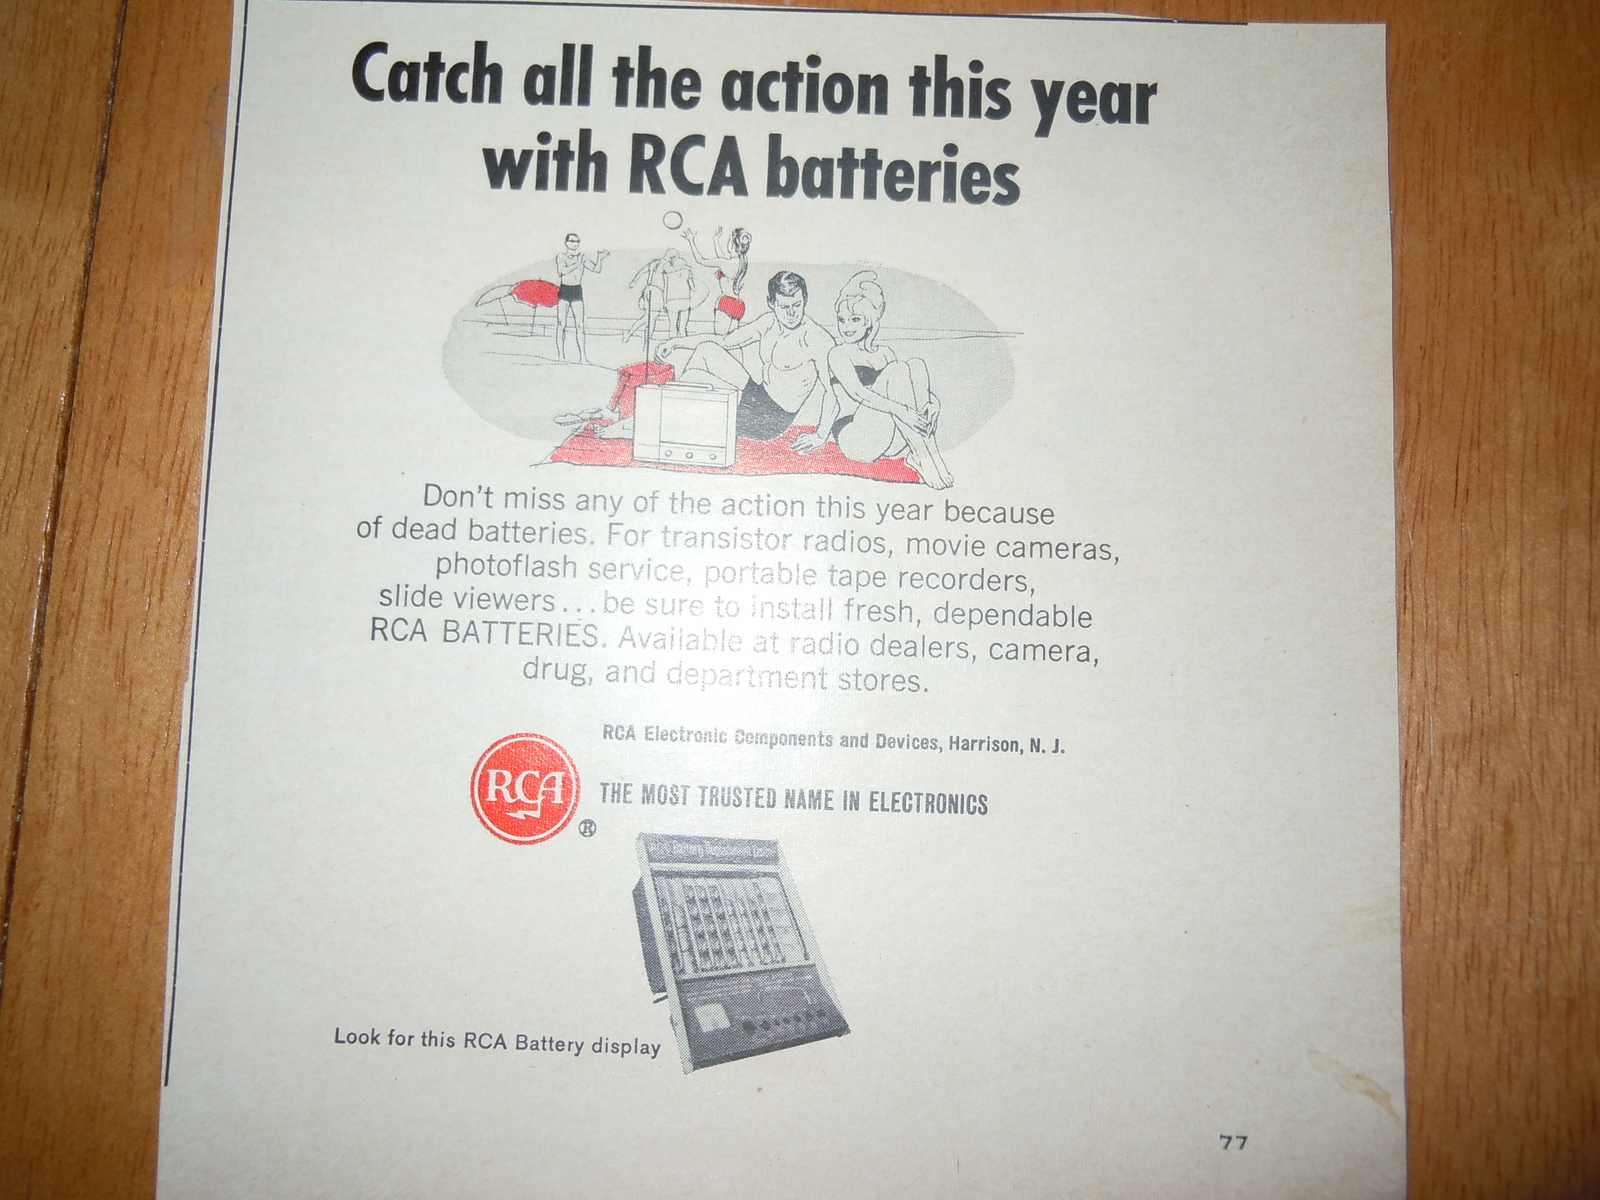 Catch all the action this year
with RCA batteries
Don't miss any of the action this year because
of dead batteries. For transistor radios, movie cameras,
photoflash service, portable tape recorders,
slide viewers...be sure to install fresh, dependable
RCA BATTERIES. Available at radio dealers, camera,
drug, and department stores.
RCA Electronic Components and Devices, Harrison, N. J.
RCA
®
THE MOST TRUSTED NAME IN ELECTRONICS
RCA Battery Center
Look for this RCA Battery display
77